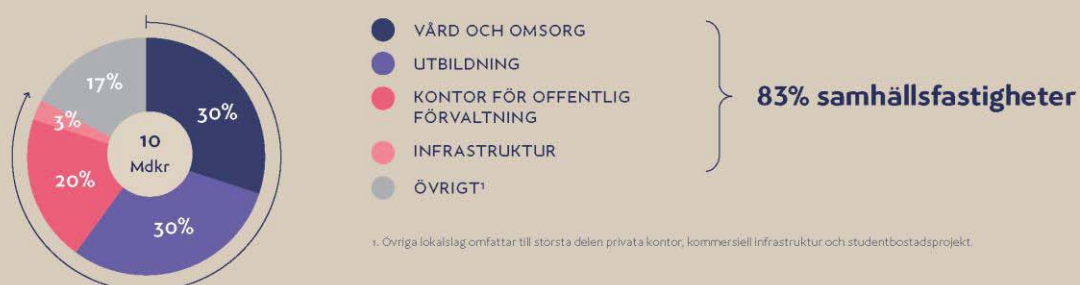 17%
30%
3%
10
Mdkr
20%
30%
VÅRD OCH OMSORG
UTBILDNING
KONTOR FÖR OFFENTLIG
FÖRVALTNING
INFRASTRUKTUR
ÖVRIGT¹
83% samhällsfastigheter
1. Övriga lokalslag omfattar till största delen privata kontor, kommersiell infrastruktur och studentbostadsprojekt.